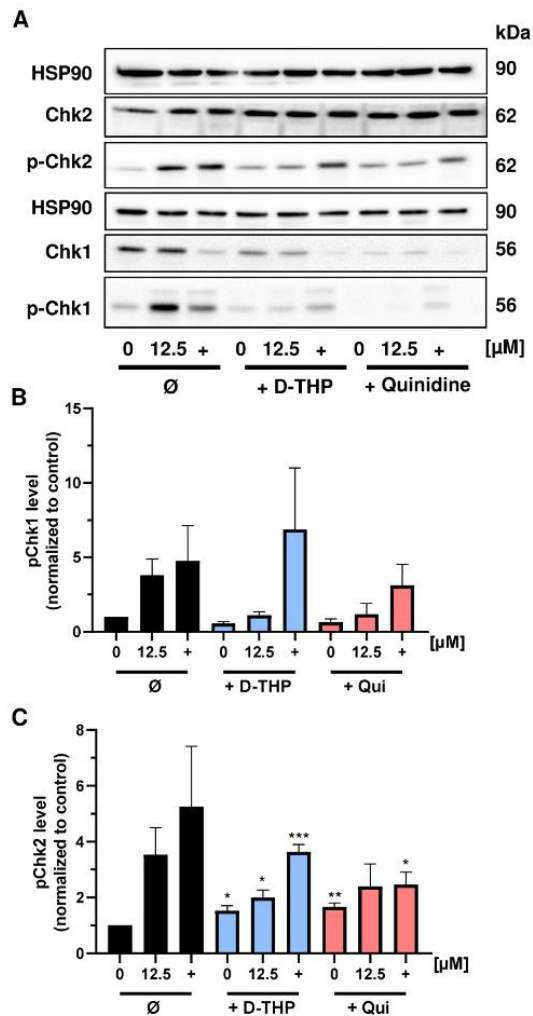 A
kDa
HSP90 90
Chk2 62
p-Chk2 62
HSP90 90
Chk1 56
p-Chk1 56
0 12.5 + 0 12.5 + 0 12.5 + [µM]
Ø + D-THP + Quinidine
B
15
10
5
0
pChk1 level
(normalized to control)
0 12.5 + 0 12.5 + 0 12.5 + [µM]
Ø + D-THP + Qui
C
8
6
4
2
0
pChk2 level
(normalized to control)
* * *** ** *
0 12.5 + 0 12.5 + 0 12.5 + [µM]
Ø + D-THP + Qui